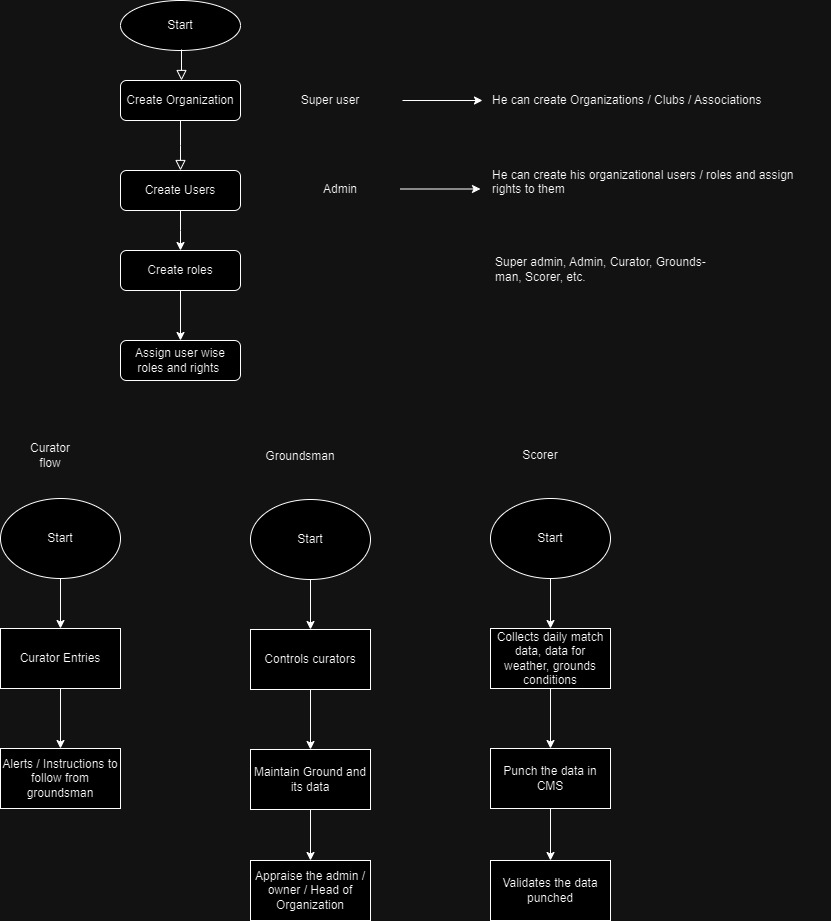 Start
Create Organization
Super user
He can create Organizations / Clubs / Associations
Create Users
Admin
He can create his organizational users / roles and assign
rights to them
Create roles
Super admin, Admin, Curator, Grounds-
man, Scorer, etc.
Assign user wise
roles and rights
Curator
flow
Groundsman
Scorer
Start
Start
Start
Curator Entries
Controls curators
Collects daily match
data, data for
weather, grounds
conditions
Alerts / Instructions to
follow from
groundsman
Maintain Ground and
its data
Punch the data in
CMS
Appraise the admin /
owner / Head of
Organization
Validates the data
punched